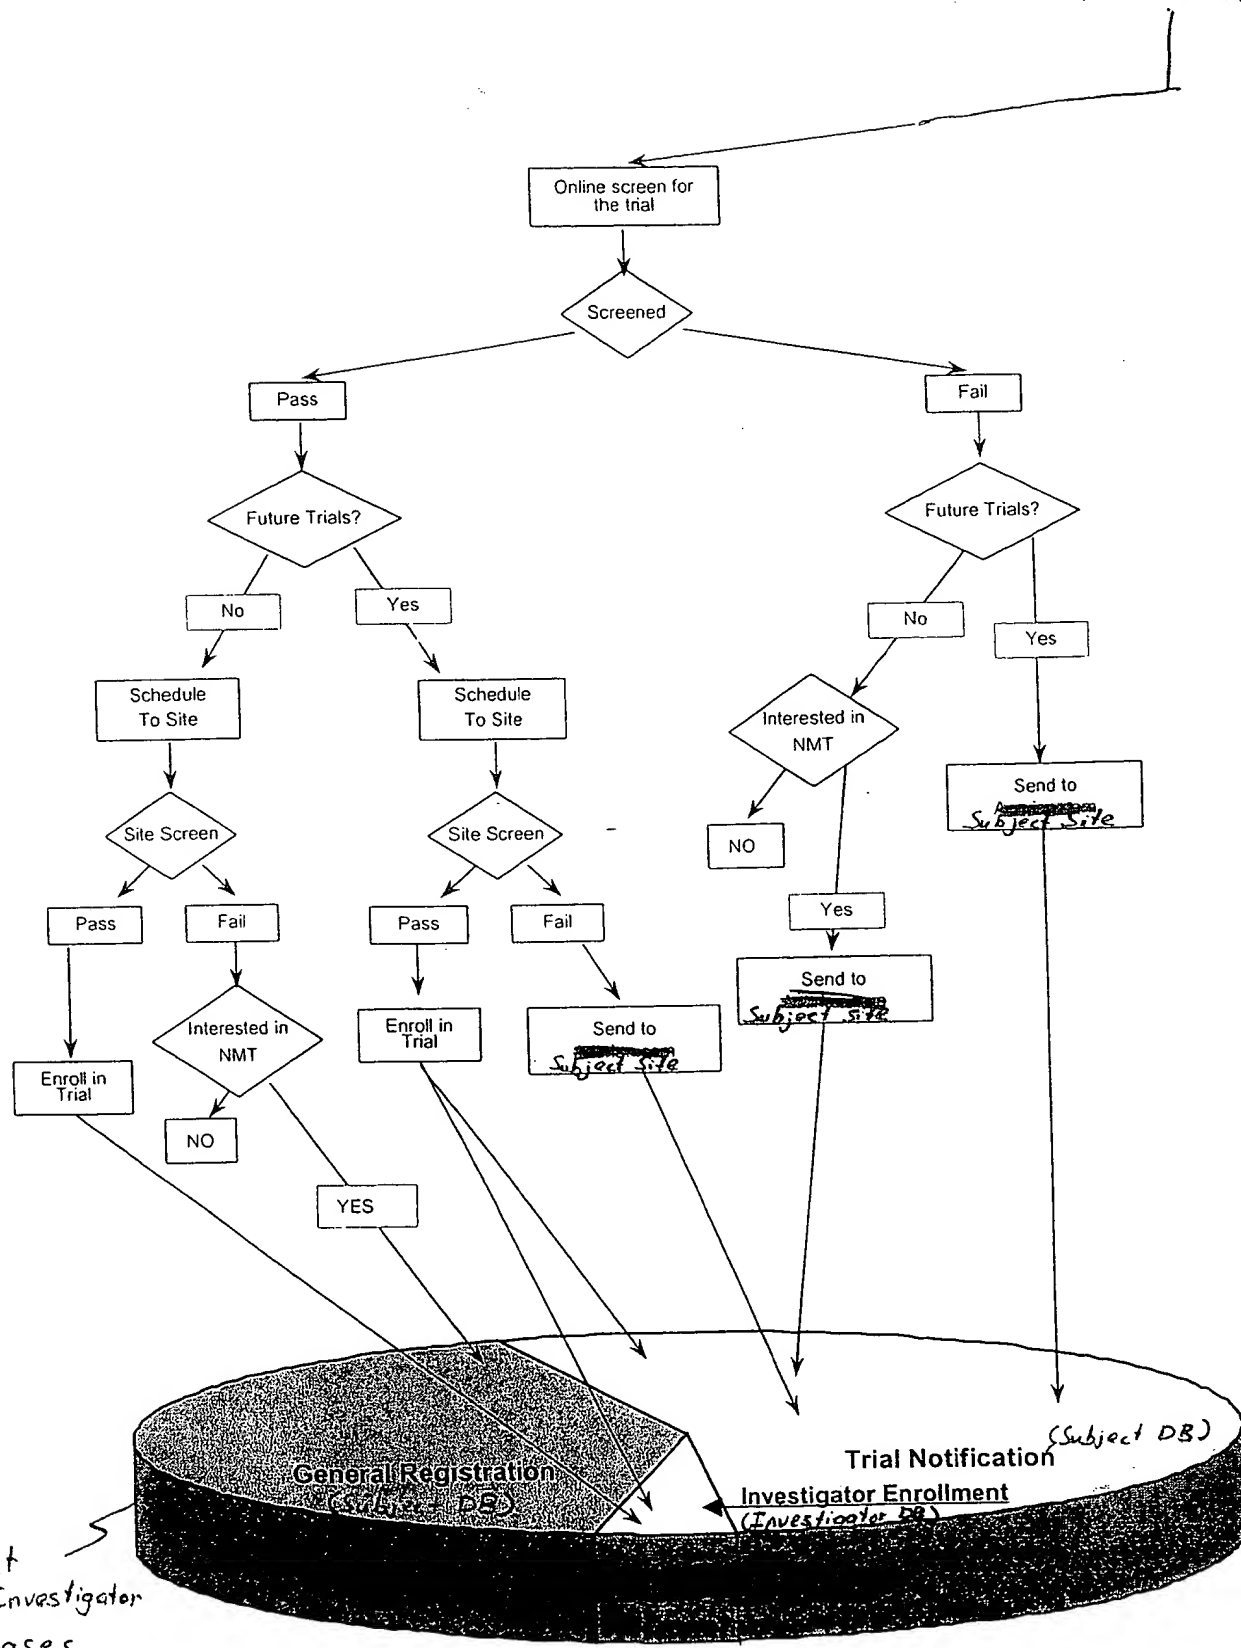 Online screen for
the trial
Screened
Pass
Fail
Future Trials?
Future Trials?
No
Yes
No
Yes
Schedule
To Site
Schedule
To Site
Interested in
NMT
Send to
Subject Site
Site Screen
Site Screen
NO
Pass
Fail
Pass
Fail
Yes
Send to
Subject Site
Interested in
NMT
Enroll in
Trial
Send to
Subject Site
Enroll in
Trial
NO
YES
(Subject DB)
Trial Notification
General Registration
(Subject DB)
Investigator Enrollment
(Investigator DB)
t
Investigator
ases